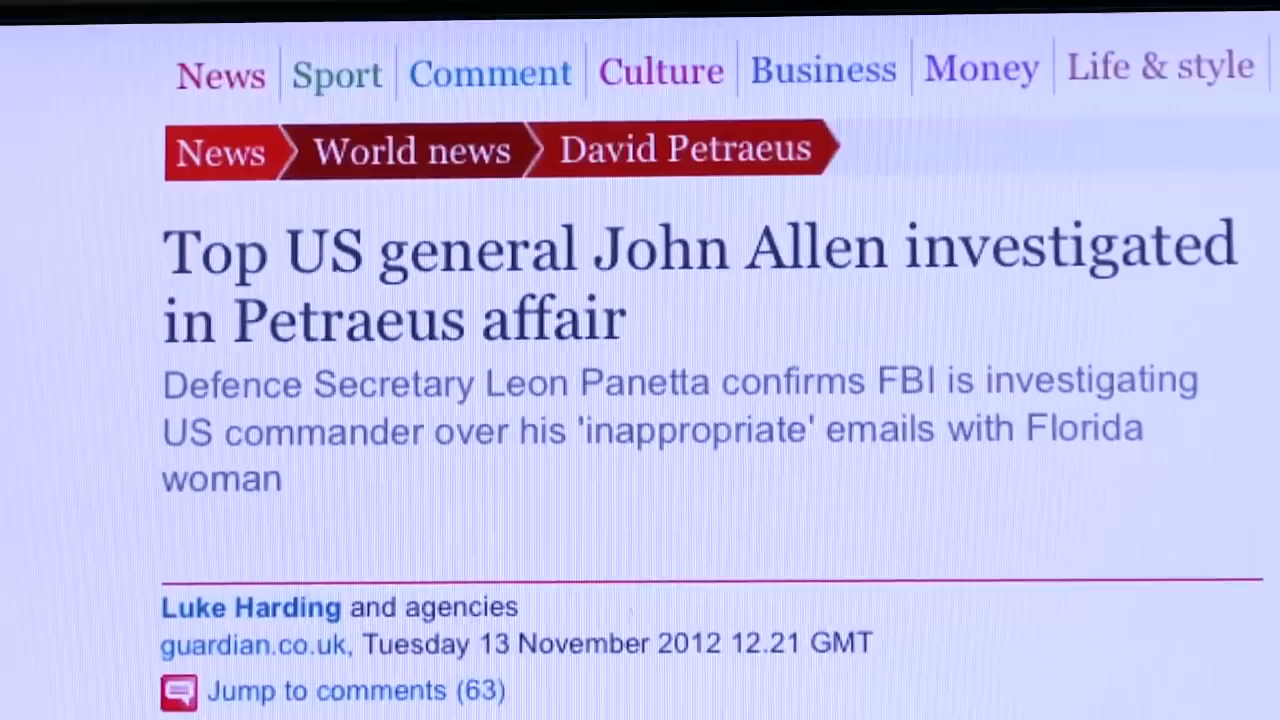 News Sport Comment Culture Business Money Life & style
News World news David Petraeus
Top US general John Allen investigated
in Petraeus affair
Defence Secretary Leon Panetta confirms FBI is investigating
US commander over his 'inappropriate' emails with Florida
woman
Luke Harding and agencies
guardian.co.uk, Tuesday 13 November 2012 12.21 GMT
Jump to comments (63)